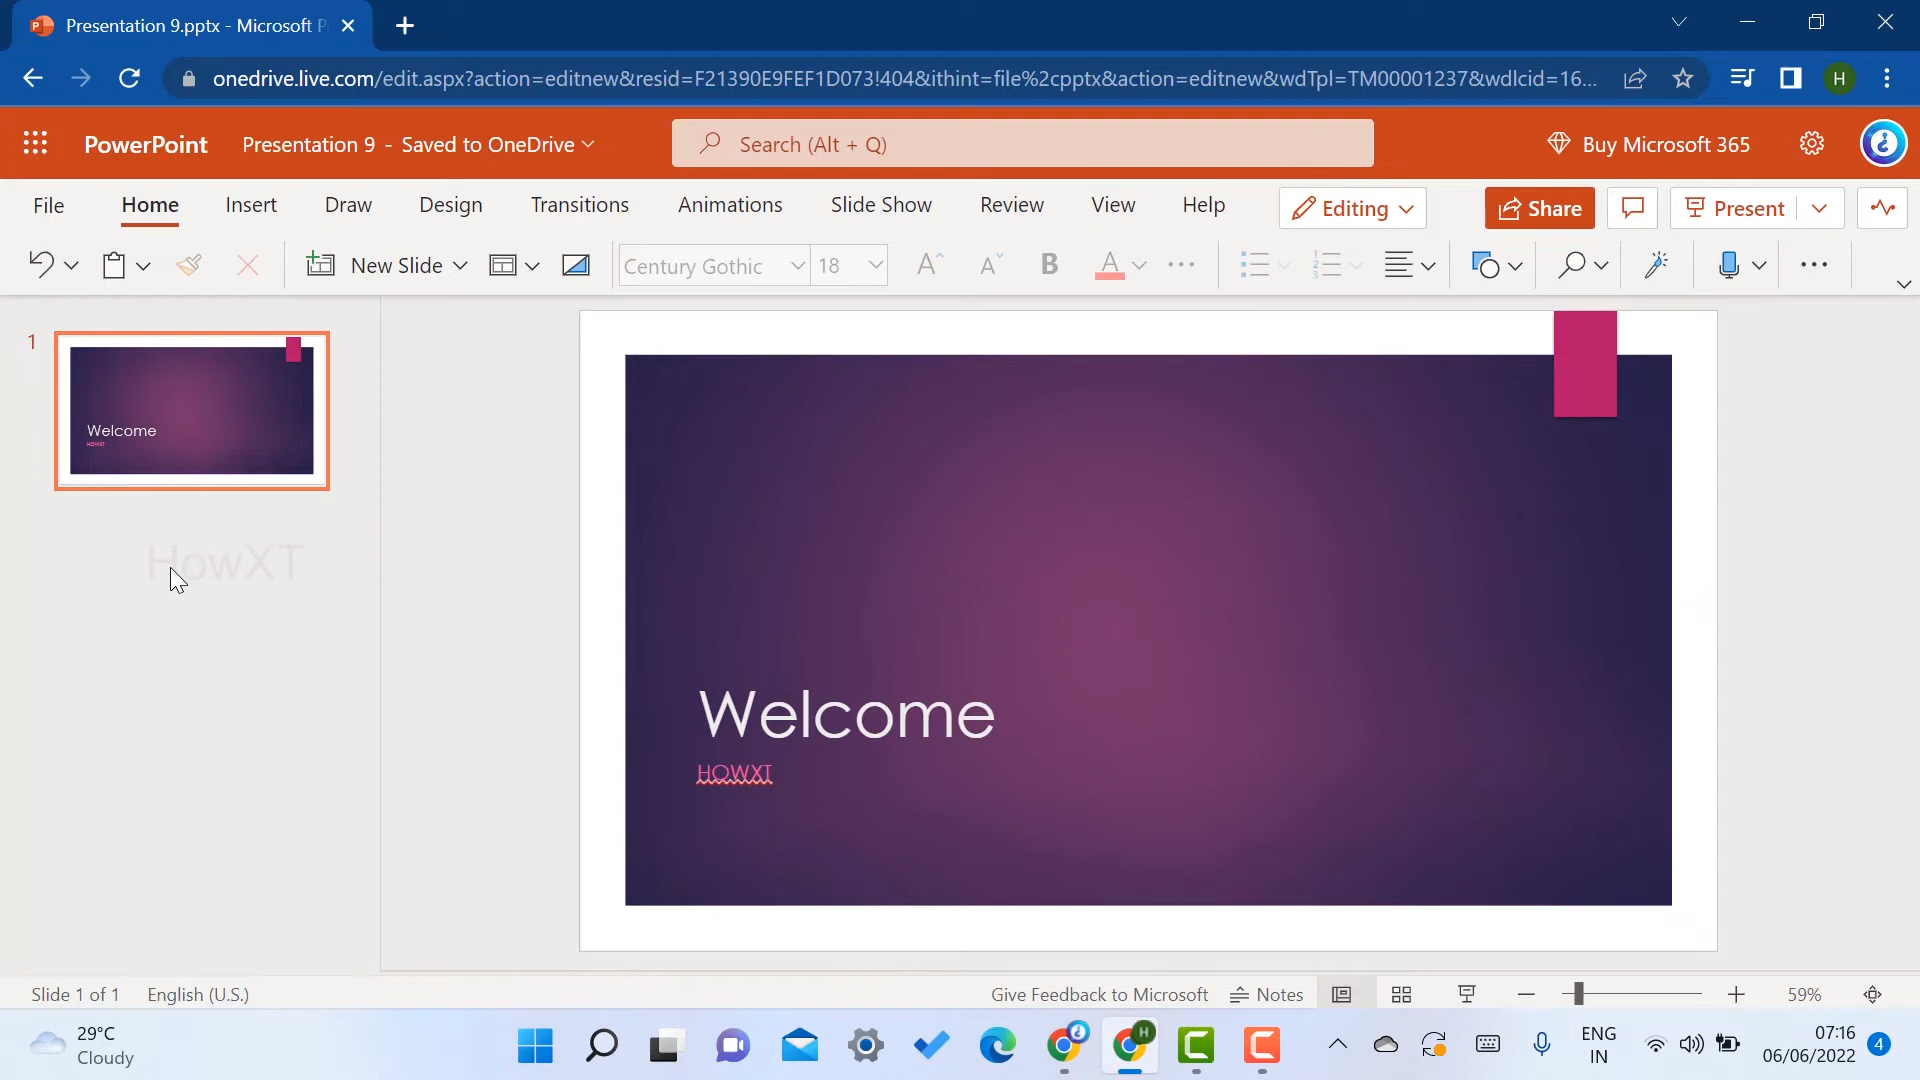 Presentation 9.pptx - Microsoft P
onedrive.live.com/edit.aspx?action=editnew&resid=F21390E9FEF1D073!404&ithint=file%2cpptx&action=editnew&wdTpl=TM00001237&wdlcid=16...
H
PowerPoint
Presentation 9 - Saved to OneDrive
Search (Alt + Q)
Buy Microsoft 365
File Home Insert Draw Design Transitions Animations Slide Show Review View Help
Editing
Share
Present
New Slide
Century Gothic
18
A A B A
1
Welcome
HOWXT
HowXT
Welcome
HOWXT
Slide 1 of 1
English (U.S.)
Give Feedback to Microsoft
Notes
59%
29°C
Cloudy
H
ENG
IN
07:16
06/06/2022
4